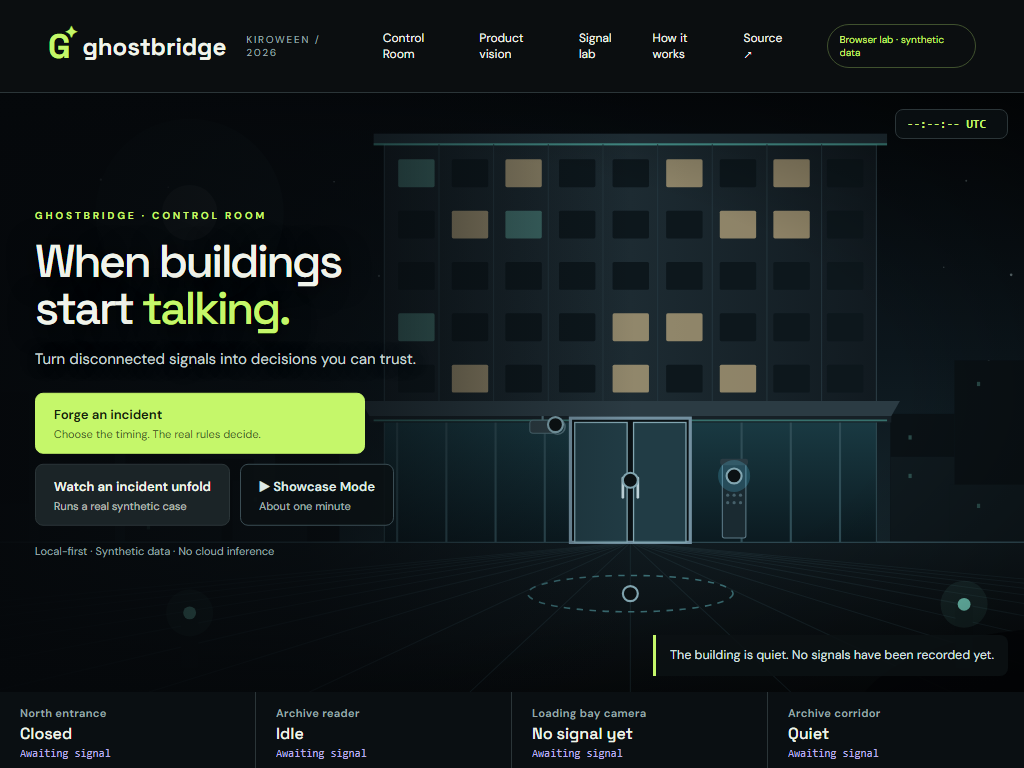 G ghostbridge
KIROWEEN /
2026
Control
Room
Product
vision
Signal
lab
How it
works
Source
↗
Browser lab · synthetic
data
--:--:-- UTC
GHOSTBRIDGE · CONTROL ROOM
When buildings
start talking.
Turn disconnected signals into decisions you can trust.
Forge an incident
Choose the timing. The real rules decide.
Watch an incident unfold
Runs a real synthetic case
▶ Showcase Mode
About one minute
Local-first · Synthetic data · No cloud inference
The building is quiet. No signals have been recorded yet.
North entrance
Closed
Awaiting signal
Archive reader
Idle
Awaiting signal
Loading bay camera
No signal yet
Awaiting signal
Archive corridor
Quiet
Awaiting signal